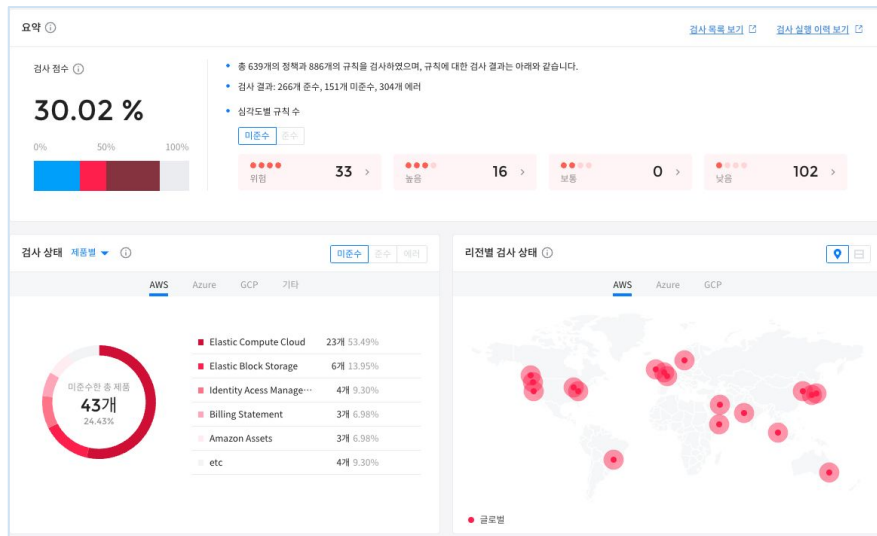 요약
검사 목록 보기 검사 실행 이력 보기
검사 점수
30.02 %
0% 50% 100%
• 총 639개의 정책과 886개의 규칙을 검사하였으며, 규칙에 대한 검사 결과는 아래와 같습니다.
• 검사 결과: 266개 준수, 151개 미준수, 304개 에러
• 심각도별 규칙 수
미준수 준수
위험 33 >
높음 16 >
보통 0 >
낮음 102 >
검사 상태 제품별
미준수 준수 에러
AWS Azure GCP 기타
미준수한 총 제품
43개
24.43%
Elastic Compute Cloud 23개 53.49%
Elastic Block Storage 6개 13.95%
Identity Acess Manage··· 4개 9.30%
Billing Statement 3개 6.98%
Amazon Assets 3개 6.98%
etc 4개 9.30%
리전별 검사 상태
AWS Azure GCP
글로벌